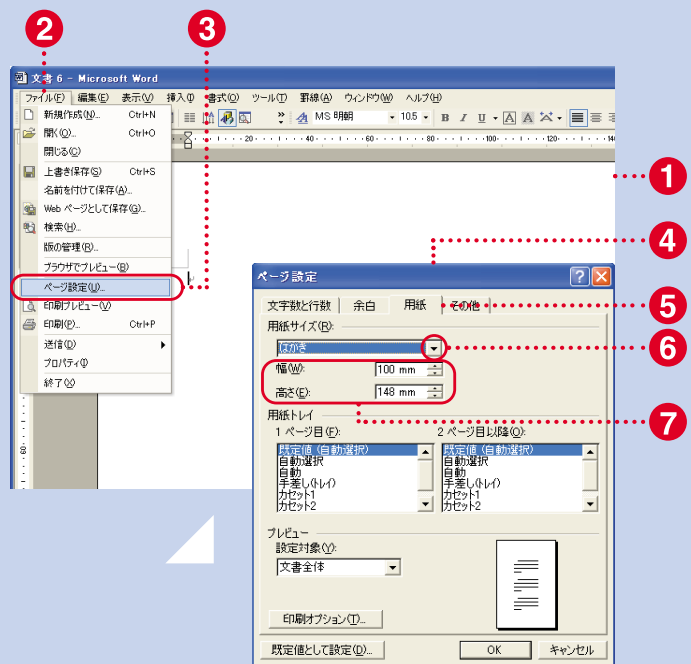 2
3
文書 6 - Microsoft Word
ファイル(F) 編集(E) 表示(V) 挿入(I) 書式(O) ツール(T) 罫線(A) ウィンドウ(W) ヘルプ(H)
MS 明朝 10.5 B I U A A
20 40 60 80 100 120 14
新規作成(N)... Ctrl+N
開く(O)... Ctrl+O
閉じる(C)
上書き保存(S) Ctrl+S
名前を付けて保存(A)...
Web ページとして保存(G)...
検索(H)...
版の管理(R)...
ブラウザでプレビュー(B)
ページ設定(U)...
印刷プレビュー(V)
印刷(P)... Ctrl+P
送信(D)
プロパティ(I)
終了(X)
8
1
4
ページ設定
文字数と行数 余白 用紙 その他
5
用紙サイズ(R):
はがき
6
幅(W): 100 mm
高さ(E): 148 mm
7
用紙トレイ
1 ページ目(F): 2 ページ目以降(O):
既定値 (自動選択) 既定値 (自動選択)
自動選択 自動選択
自動 自動
手差し(トレイ) 手差し(トレイ)
カセット1 カセット1
カセット2 カセット2
プレビュー
設定対象(Y):
文書全体
印刷オプション(T)...
既定値として設定(D)... OK キャンセル